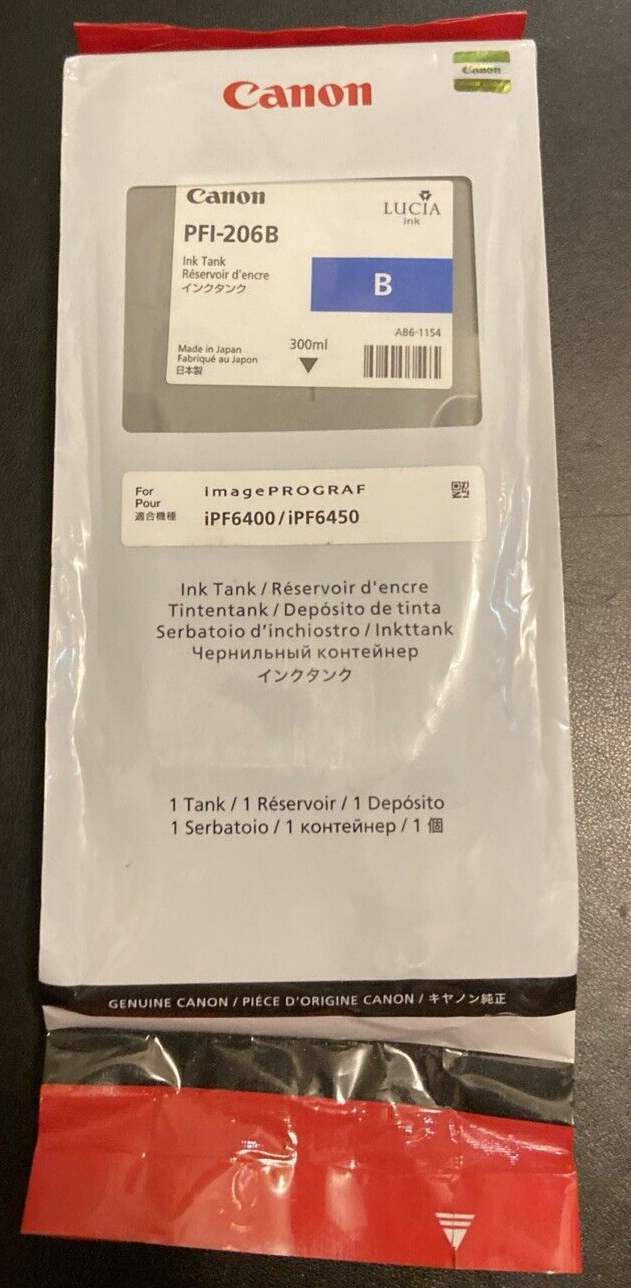 Canon
Canon
Canon
LUCIA
ink
PFI-206B
Ink Tank
Réservoir d'encre
インクタンク
B
AB6-1154
300ml
Made in Japan
Fabriqué au Japon
日本製
For
Pour
適合機種
imagePROGRAF
iPF6400/iPF6450
Ink Tank / Réservoir d'encre
Tintentank / Depósito de tinta
Serbatoio d'inchiostro / Inkttank
Чернильный контейнер
インクタンク
1 Tank / 1 Réservoir / 1 Depósito
1 Serbatoio / 1 контейнер / 1 個
GENUINE CANON / PIÈCE D'ORIGINE CANON / キヤノン純正